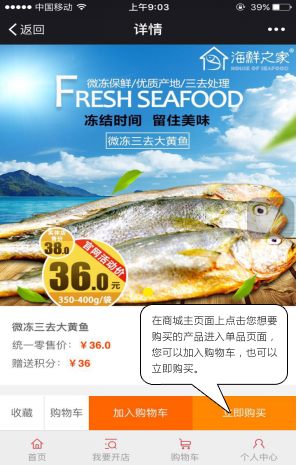 中国移动 上午9:03 39%
返回 详情
海鲜之家®
HOUSE OF SEAFOOD
微冻保鲜/优质产地/三去处理
FRESH SEAFOOD
冻结时间 留住美味
微冻三去大黄鱼
38.0
官网活动价
36.0元
350-400g/袋
微冻三去大黄鱼
统一零售价: ¥36.0
赠送积分: ¥36
在商城主页面上点击您想要
购买的产品进入单品页面，
您可以加入购物车，也可以
立即购买。
收藏 购物车 加入购物车 立即购买
首页 我要开店 购物车 个人中心